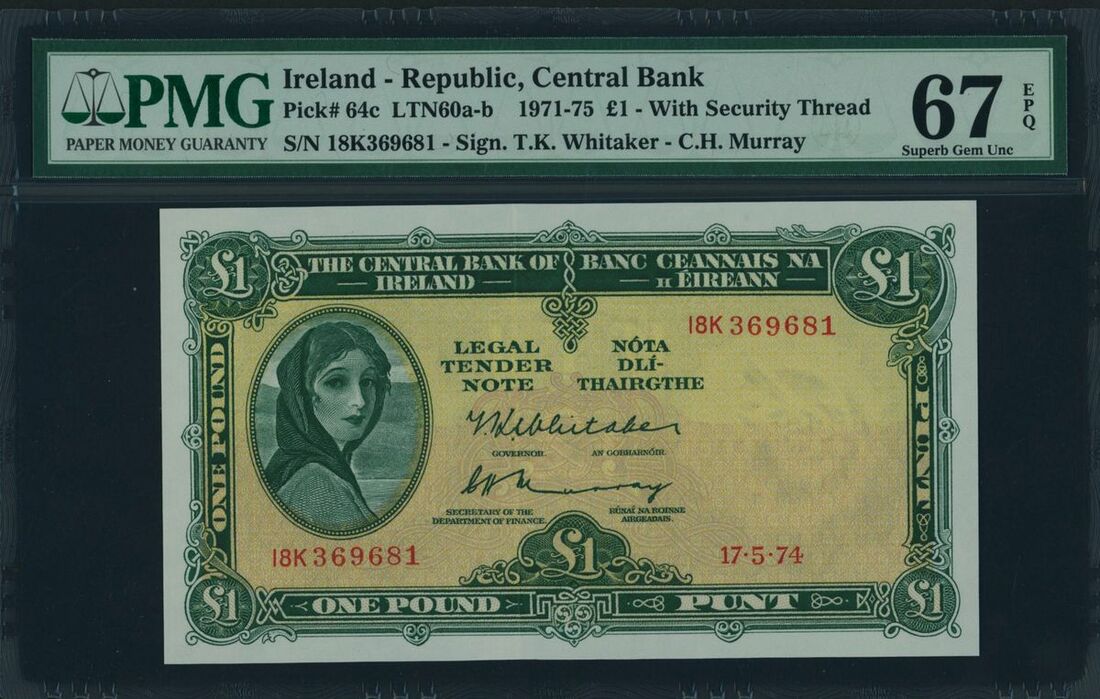 PMG
PAPER MONEY GUARANTY
Ireland - Republic, Central Bank
Pick# 64c LTN60a-b 1971-75 £1 - With Security Thread
S/N 18K369681 - Sign. T.K. Whitaker - C.H. Murray
67 EPQ
Superb Gem Unc
£1
THE CENTRAL BANK OF
IRELAND
BANC CEANNAIS NA
H ÉIREANN
£1
18K 369681
LEGAL
TENDER
NOTE
NÓTA
DLÍ-
THAIRGTHE
T.K. Whitaker
GOVERNOR.
AN GOBHARNÓIR.
C H Murray
SECRETARY OF THE
DEPARTMENT OF FINANCE.
RÚNAÍ NA ROINNE
AIRGEADAIS.
ONE POUND
PUNT
18K 369681
£1
17·5·74
£1
ONE POUND
PUNT
£1